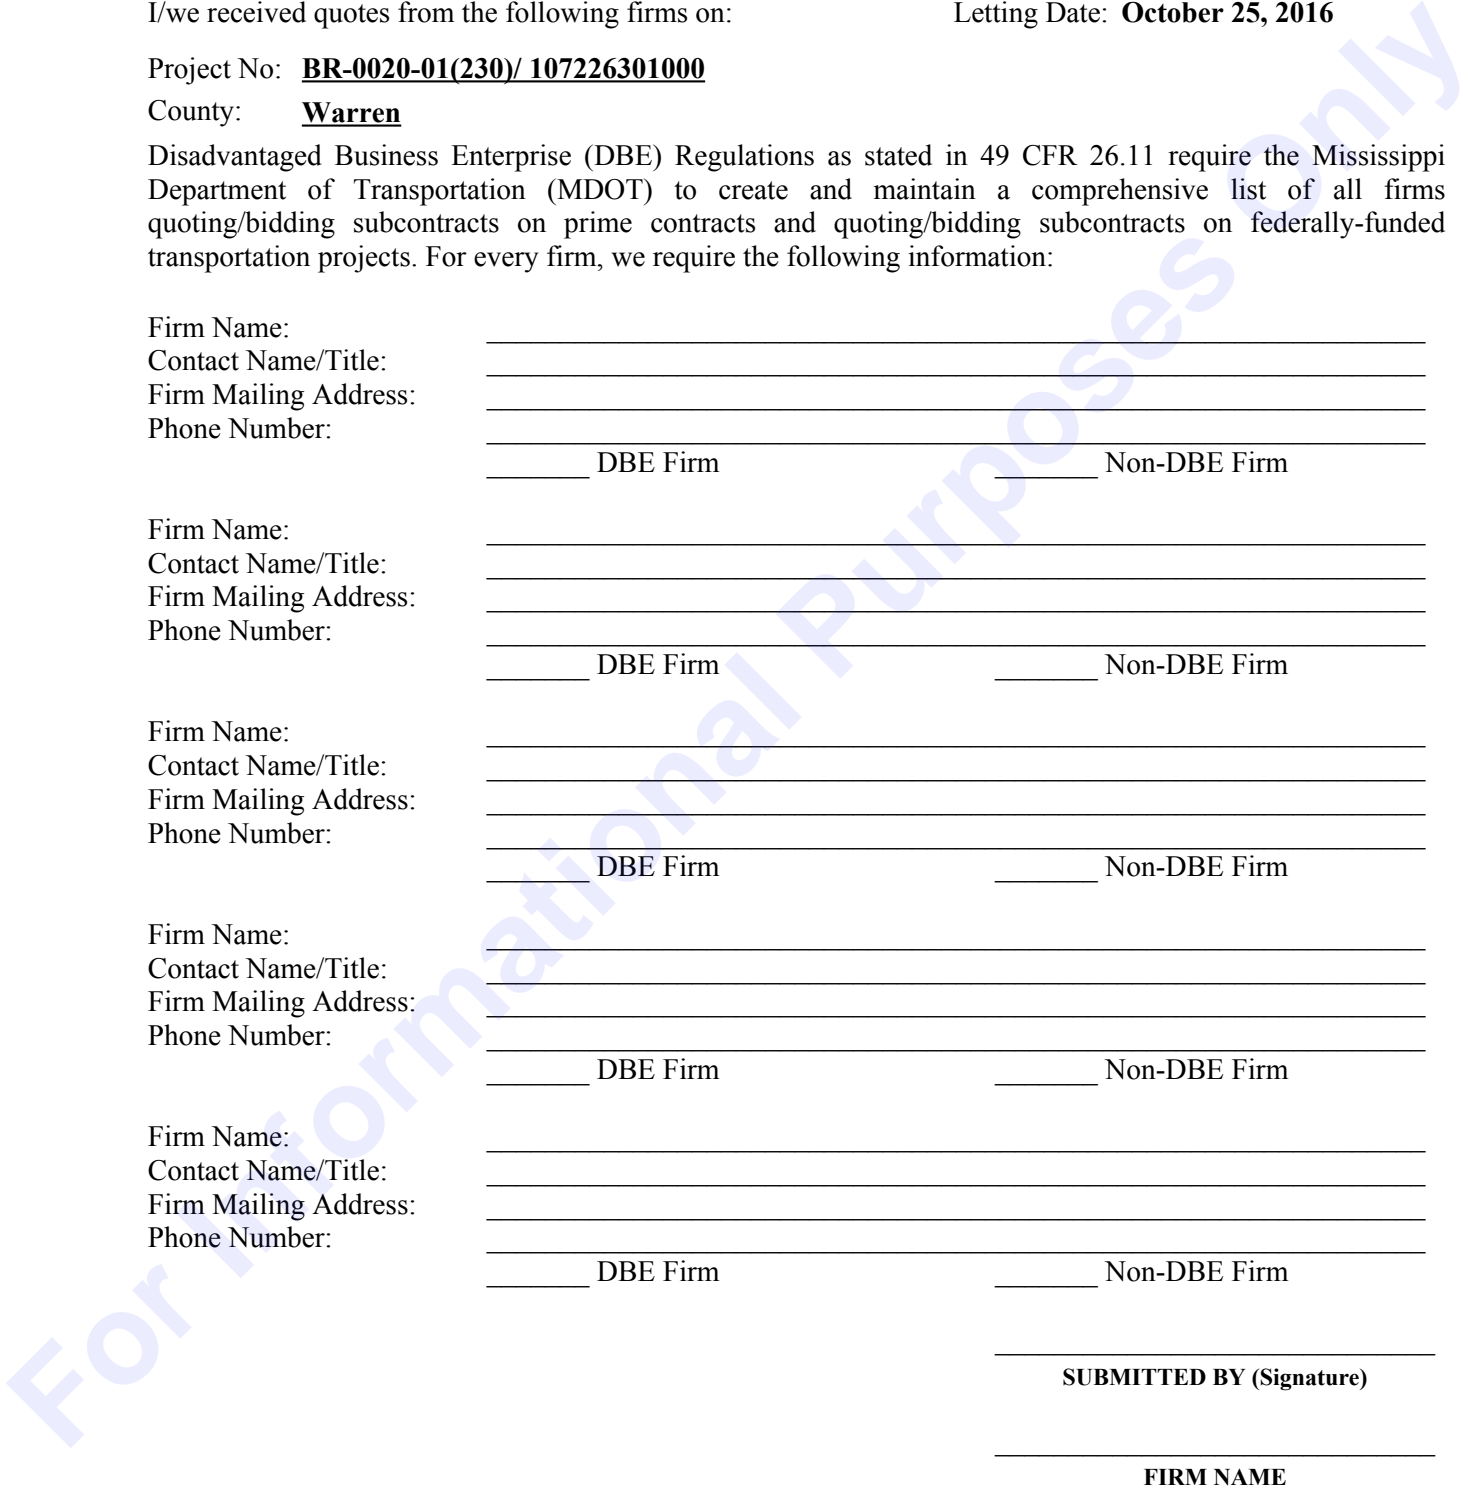 I/we received quotes from the following firms on: Letting Date: October 25, 2016
Project No: BR-0020-01(230)/ 107226301000
County: Warren
Disadvantaged Business Enterprise (DBE) Regulations as stated in 49 CFR 26.11 require the Mississippi
Department of Transportation (MDOT) to create and maintain a comprehensive list of all firms
quoting/bidding subcontracts on prime contracts and quoting/bidding subcontracts on federally-funded
transportation projects. For every firm, we require the following information:
Firm Name:
Contact Name/Title:
Firm Mailing Address:
Phone Number:
DBE Firm Non-DBE Firm
Firm Name:
Contact Name/Title:
Firm Mailing Address:
Phone Number:
DBE Firm Non-DBE Firm
Firm Name:
Contact Name/Title:
Firm Mailing Address:
Phone Number:
DBE Firm Non-DBE Firm
Firm Name:
Contact Name/Title:
Firm Mailing Address:
Phone Number:
DBE Firm Non-DBE Firm
Firm Name:
Contact Name/Title:
Firm Mailing Address:
Phone Number:
DBE Firm Non-DBE Firm
SUBMITTED BY (Signature)
FIRM NAME
For Informational Purposes Only